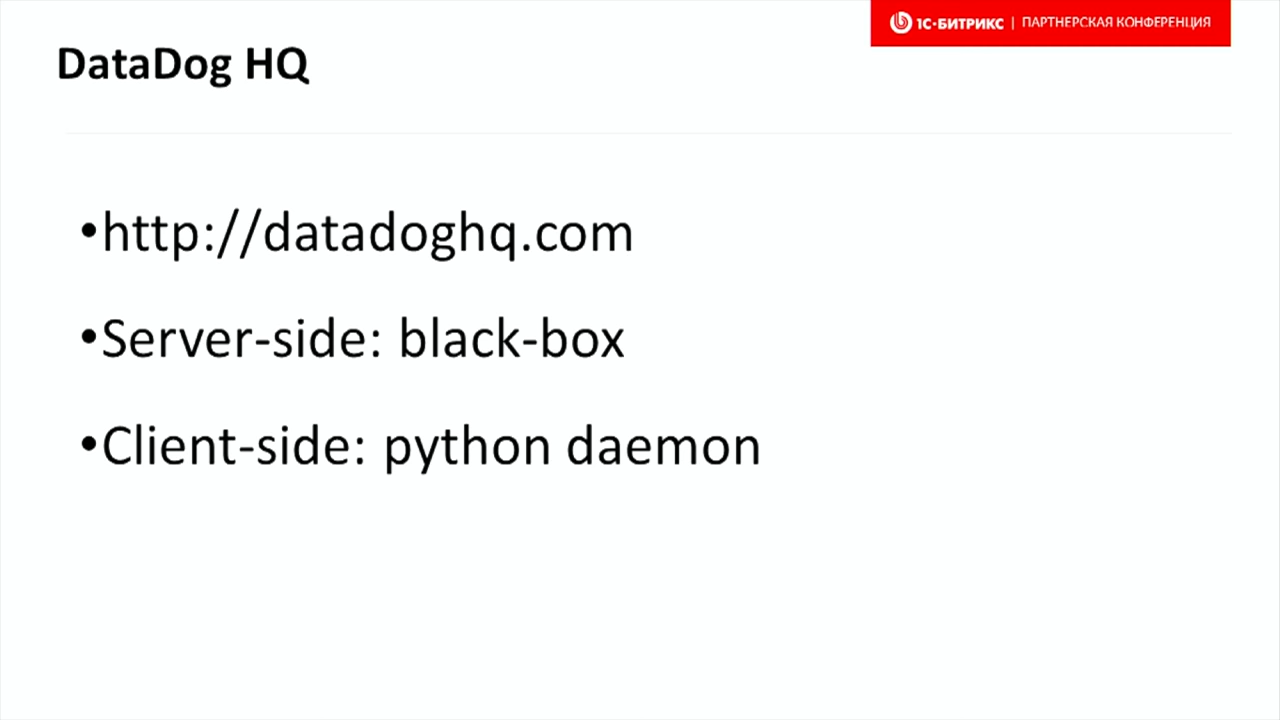 1С-БИТРИКС | ПАРТНЕРСКАЯ КОНФЕРЕНЦИЯ
DataDog HQ
•http://datadoghq.com
•Server-side: black-box
•Client-side: python daemon